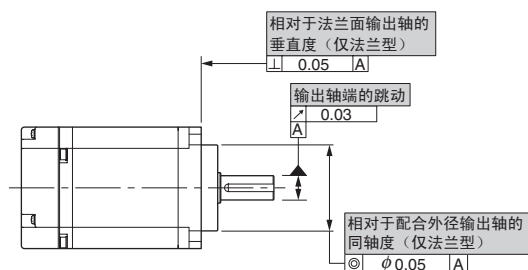 相对于法兰面输出轴的
垂直度（仅法兰型）
⊥ 0.05 A
输出轴端的跳动
↗ 0.03
A
相对于配合外径输出轴的
同轴度（仅法兰型）
◎ ϕ0.05 A